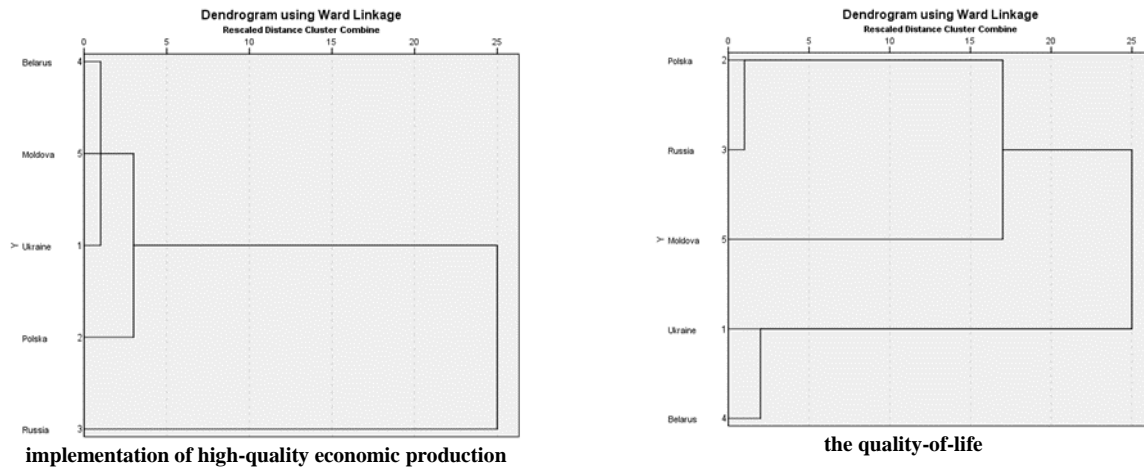 Dendrogram using Ward Linkage
Rescaled Distance Cluster Combine
0 5 10 15 20 25
Belarus 4
Moldova 5
Y Ukraine 1
Polska 2
Russia 3
implementation of high-quality economic production
Dendrogram using Ward Linkage
Rescaled Distance Cluster Combine
0 5 10 15 20 25
Polska 2
Russia 3
Y Moldova 5
Ukraine 1
Belarus 4
the quality-of-life